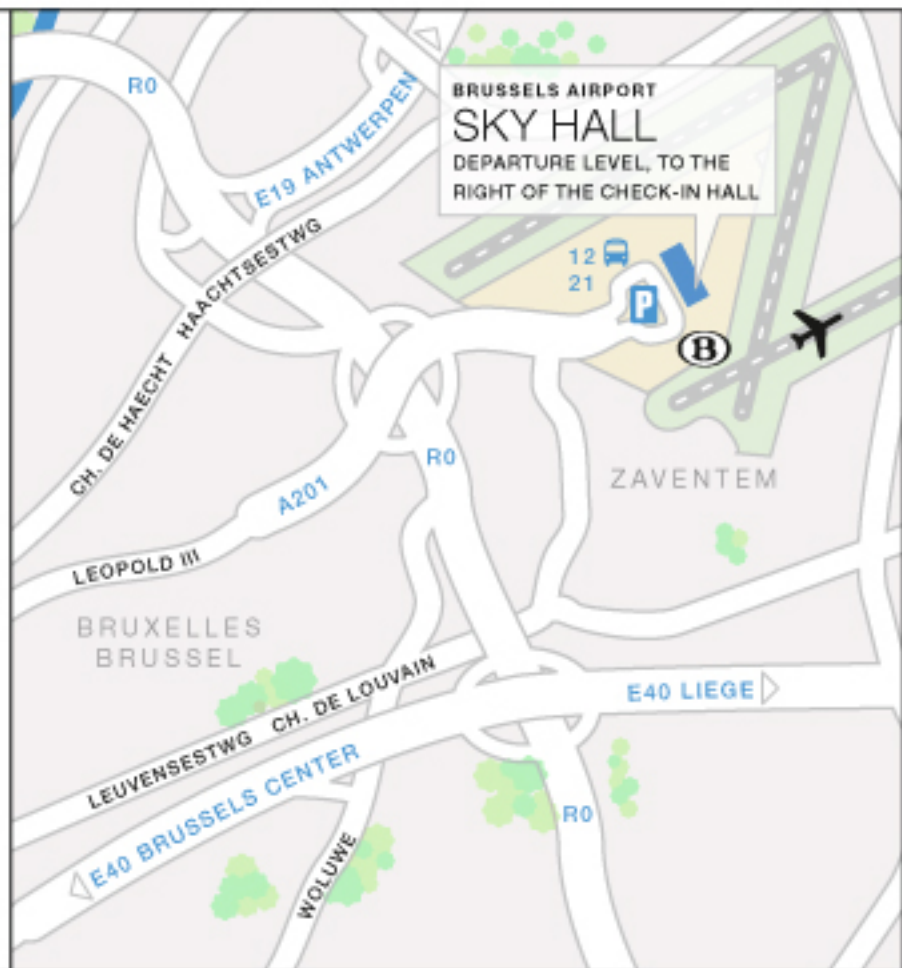 R0
E19 ANTWERPEN
BRUSSELS AIRPORT
SKY HALL
DEPARTURE LEVEL, TO THE
RIGHT OF THE CHECK-IN HALL
12
21
P
B
CH. DE HAECHT HAACHTSESTWG
R0
A201
ZAVENTEM
LEOPOLD III
BRUXELLES
BRUSSEL
E40 LIEGE
LEUVENSESTWG CH. DE LOUVAIN
E40 BRUSSELS CENTER
R0
WOLUWE